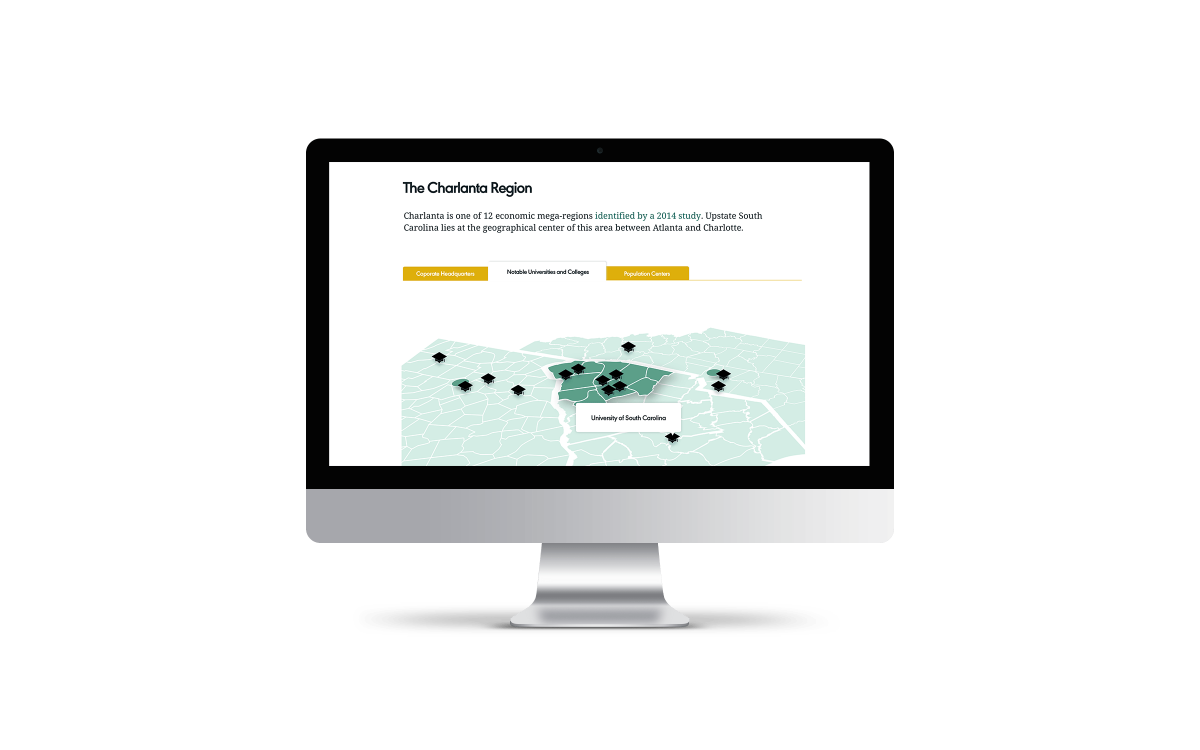 The Charlanta Region
Charlanta is one of 12 economic mega-regions identified by a 2014 study. Upstate South
Carolina lies at the geographical center of this area between Atlanta and Charlotte.
Coporate Headquarters
Notable Universities and Colleges
Population Centers
University of South Carolina